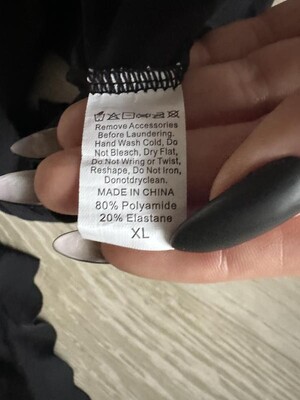 Remove Accessories
Before Laundering.
Hand Wash Cold, Do
Not Bleach, Dry Flat,
Do Not Wring or Twist,
Reshape, Do Not Iron,
Donotdryclean.
MADE IN CHINA
80% Polyamide
20% Elastane
XL